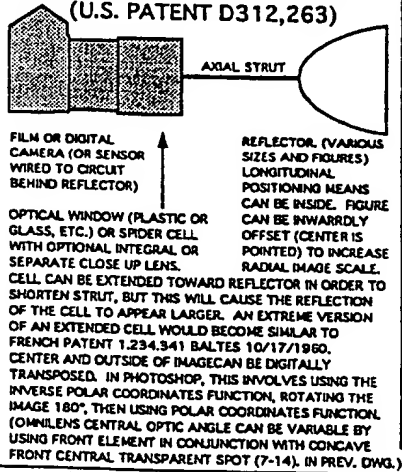 (U.S. PATENT D312,263)
AXIAL STRUT
FILM OR DIGITAL
CAMERA (OR SENSOR
WIRED TO CIRCUIT
BEHIND REFLECTOR)
REFLECTOR. (VARIOUS
SIZES AND FIGURES)
LONGITUDINAL
POSITIONING MEANS
CAN BE INSIDE. FIGURE
CAN BE INWARRDLY
OFFSET (CENTER IS
POINTED) TO INCREASE
RADIAL IMAGE SCALE.
OPTICAL WINDOW (PLASTIC OR
GLASS, ETC.) OR SPIDER CELL
WITH OPTIONAL INTEGRAL OR
SEPARATE CLOSE UP LENS.
CELL CAN BE EXTENDED TOWARD REFLECTOR IN ORDER TO
SHORTEN STRUT, BUT THIS WILL CAUSE THE REFLECTION
OF THE CELL TO APPEAR LARGER. AN EXTREME VERSION
OF AN EXTENDED CELL WOULD BECOME SIMILAR TO
FRENCH PATENT 1.234.341 BALTES 10/17/1960.
CENTER AND OUTSIDE OF IMAGECAN BE DIGITALLY
TRANSPOSED. IN PHOTOSHOP, THIS INVOLVES USING THE
INVERSE POLAR COORDINATES FUNCTION, ROTATING THE
IMAGE 180°, THEN USING POLAR COORDINATES FUNCTION.
(OMNILENS CENTRAL OPTIC ANGLE CAN BE VARIABLE BY
USING FRONT ELEMENT IN CONJUNCTION WITH CONCAVE
FRONT CENTRAL TRANSPARENT SPOT (7-14). IN PREV. DWG.)